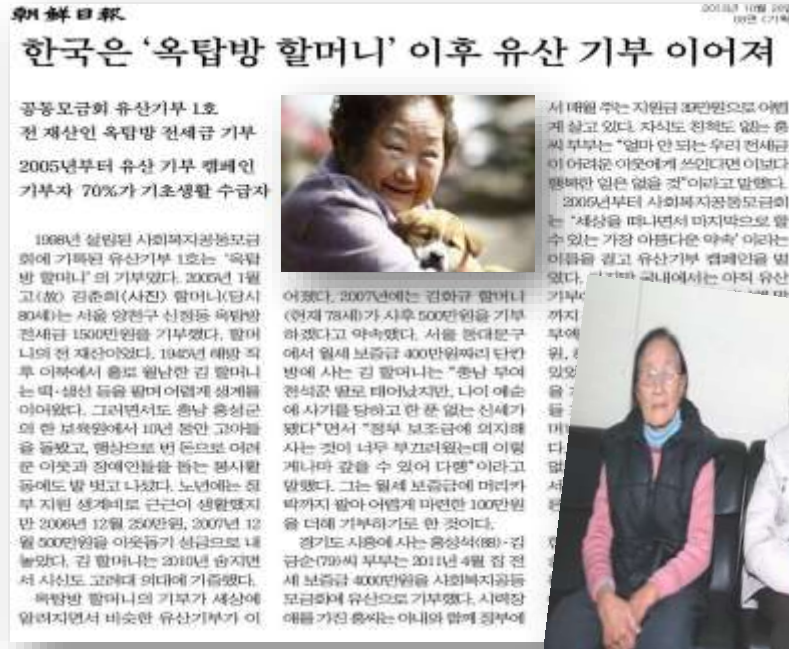 朝鮮日報
한국은 ‘옥탑방 할머니’ 이후 유산 기부 이어져
공동모금회 유산기부 1호
전 재산인 옥탑방 전세금 기부
2005년부터 유산 기부 캠페인
기부자 70%가 기초생활 수급자
1998년 설립된 사회복지공동모금
회에 기록된 유산기부 1호는 ‘옥탑
방 할머니’의 기부였다. 2005년 1월
고(故) 김춘희(사진) 할머니(당시
80세)는 서울 양천구 신정동 옥탑방
전세금 1500만원을 기부했다. 할머
니의 전 재산이었다. 1945년 해방 직
후 이북에서 홀로 월남한 김 할머니
는 떡·생선 등을 팔며 어렵게 생계를
이어왔다. 그러면서도 충남 홍성군
의 한 보육원에서 10년 동안 고아들
을 돌봤고, 행상으로 번 돈으로 어려
운 이웃과 장애인들을 돕는 봉사활
동에도 발 벗고 나섰다. 노년에는 정
부 지원 생계비로 근근이 생활했지
만 2006년 12월 250만원, 2007년 12
월 500만원을 이웃돕기 성금으로 내
놓았다. 김 할머니는 2010년 숨지면
서 시신도 고려대 의대에 기증했다.
옥탑방 할머니의 기부가 세상에
알려지면서 비슷한 유산기부가 이
어졌다. 2007년에는 김화규 할머니
(현재 78세)가 사후 500만원을 기부
하겠다고 약속했다. 서울 동대문구
에서 월세 보증금 400만원짜리 단칸
방에 사는 김 할머니는 “충남 부여
천석꾼 딸로 태어났지만, 나이 예순
에 사기를 당하고 한 푼 없는 신세가
됐다”면서 “정부 보조금에 의지해
사는 것이 너무 부끄러웠는데 이렇
게나마 갚을 수 있어 다행”이라고
말했다. 그는 월세 보증금에 머리카
락까지 팔아 어렵게 마련한 100만원
을 더해 기부하기로 한 것이다.
경기도 시흥에 사는 홍성석(88)·김
금순(79)씨 부부는 2011년 4월 집 전
세 보증금 4000만원을 사회복지공동
모금회에 유산으로 기부했다. 시력장
애를 가진 홍씨는 아내와 함께 정부에
서 매월 주는 지원금 39만원으로 어렵
게 살고 있다. 자식도 친척도 없는 홍
씨 부부는 “얼마 안 되는 우리 전세금
이 어려운 이웃에게 쓰인다면 이보다
행복한 일은 없을 것”이라고 말했다.
2005년부터 사회복지공동모금회
는 ‘세상을 떠나면서 마지막으로 할
수 있는 가장 아름다운 약속’이라는
이름을 걸고 유산기부 캠페인을 벌
였다. 국내에서는 아직 유산